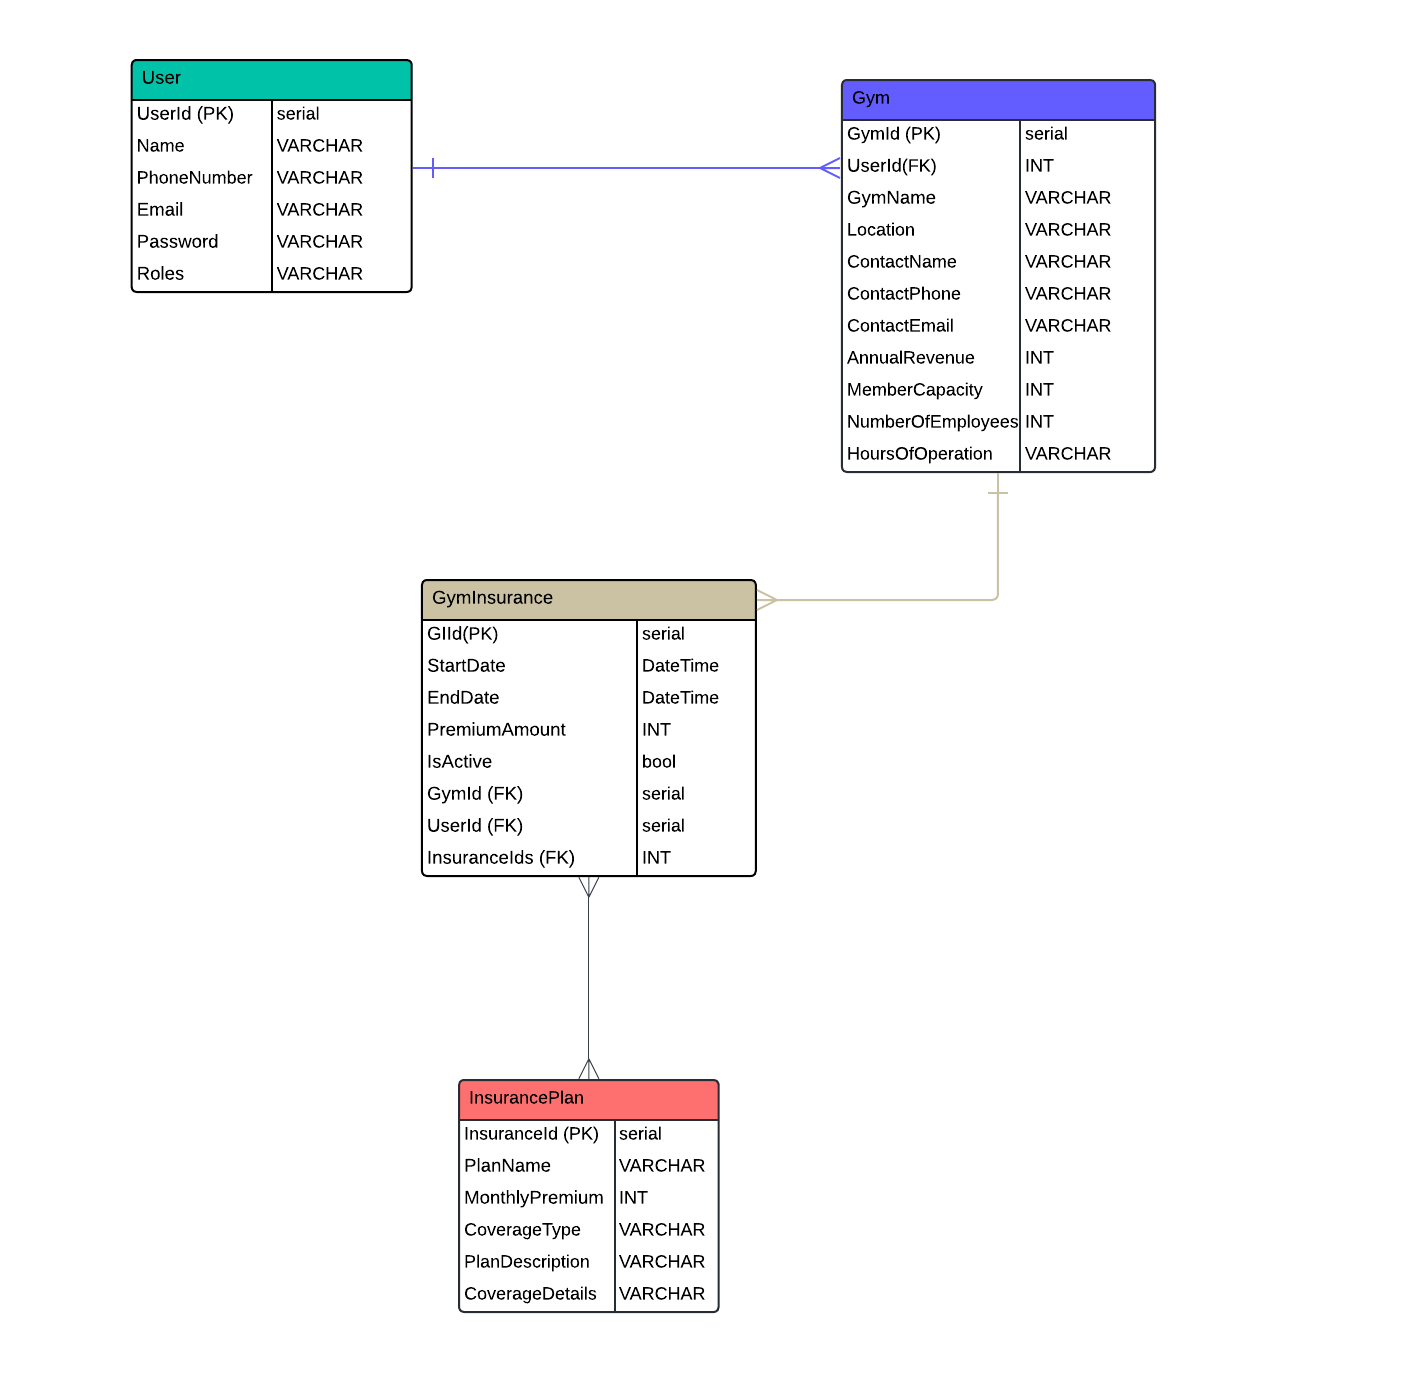 User
UserId (PK) serial
Name VARCHAR
PhoneNumber VARCHAR
Email VARCHAR
Password VARCHAR
Roles VARCHAR
Gym
GymId (PK) serial
UserId(FK) INT
GymName VARCHAR
Location VARCHAR
ContactName VARCHAR
ContactPhone VARCHAR
ContactEmail VARCHAR
AnnualRevenue INT
MemberCapacity INT
NumberOfEmployees INT
HoursOfOperation VARCHAR
GymInsurance
GIId(PK) serial
StartDate DateTime
EndDate DateTime
PremiumAmount INT
IsActive bool
GymId (FK) serial
UserId (FK) serial
InsuranceIds (FK) INT
InsurancePlan
InsuranceId (PK) serial
PlanName VARCHAR
MonthlyPremium INT
CoverageType VARCHAR
PlanDescription VARCHAR
CoverageDetails VARCHAR